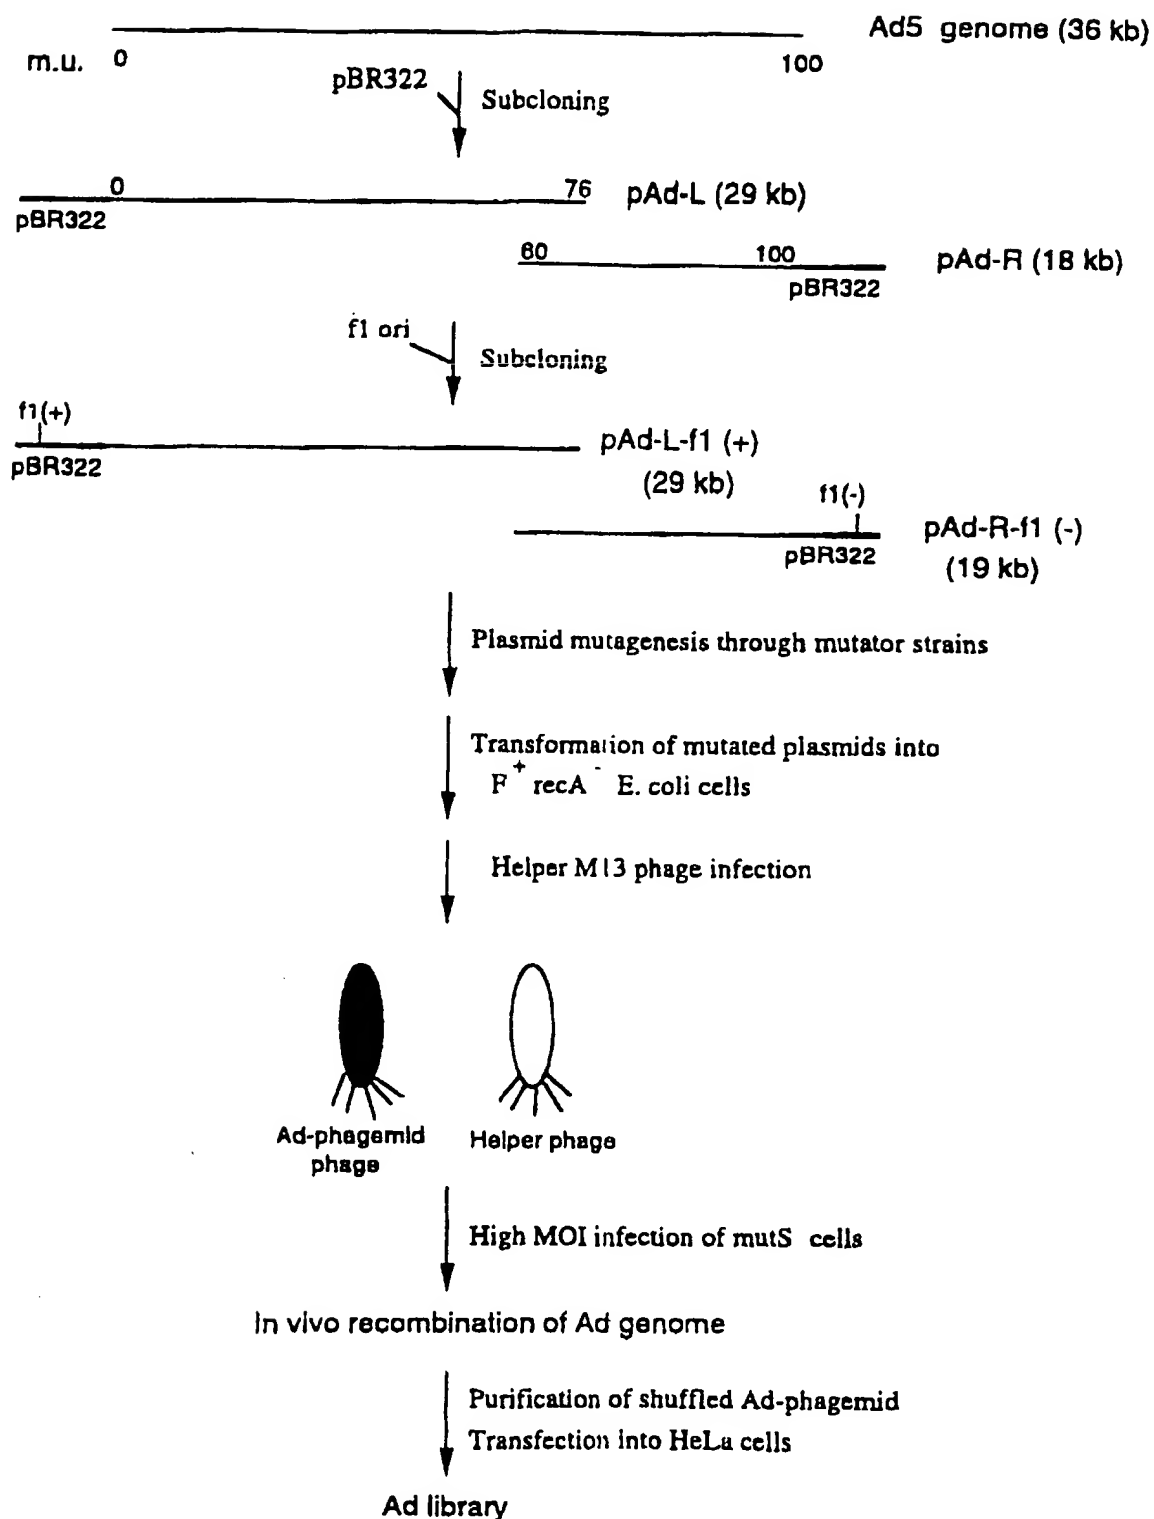 Ad5 genome (36 kb)
m.u. 0 100
pBR322
Subcloning
0 76 pAd-L (29 kb)
pBR322
60 100 pAd-R (18 kb)
pBR322
f1 ori
Subcloning
f1(+)
pBR322
pAd-L-f1 (+)
(29 kb)
f1(-)
pBR322
pAd-R-f1 (-)
(19 kb)
Plasmid mutagenesis through mutator strains
Transformation of mutated plasmids into
F+ recA- E. coli cells
Helper M13 phage infection
Ad-phagemid
phage
Helper phage
High MOI infection of mutS cells
In vivo recombination of Ad genome
Purification of shuffled Ad-phagemid
Transfection into HeLa cells
Ad library